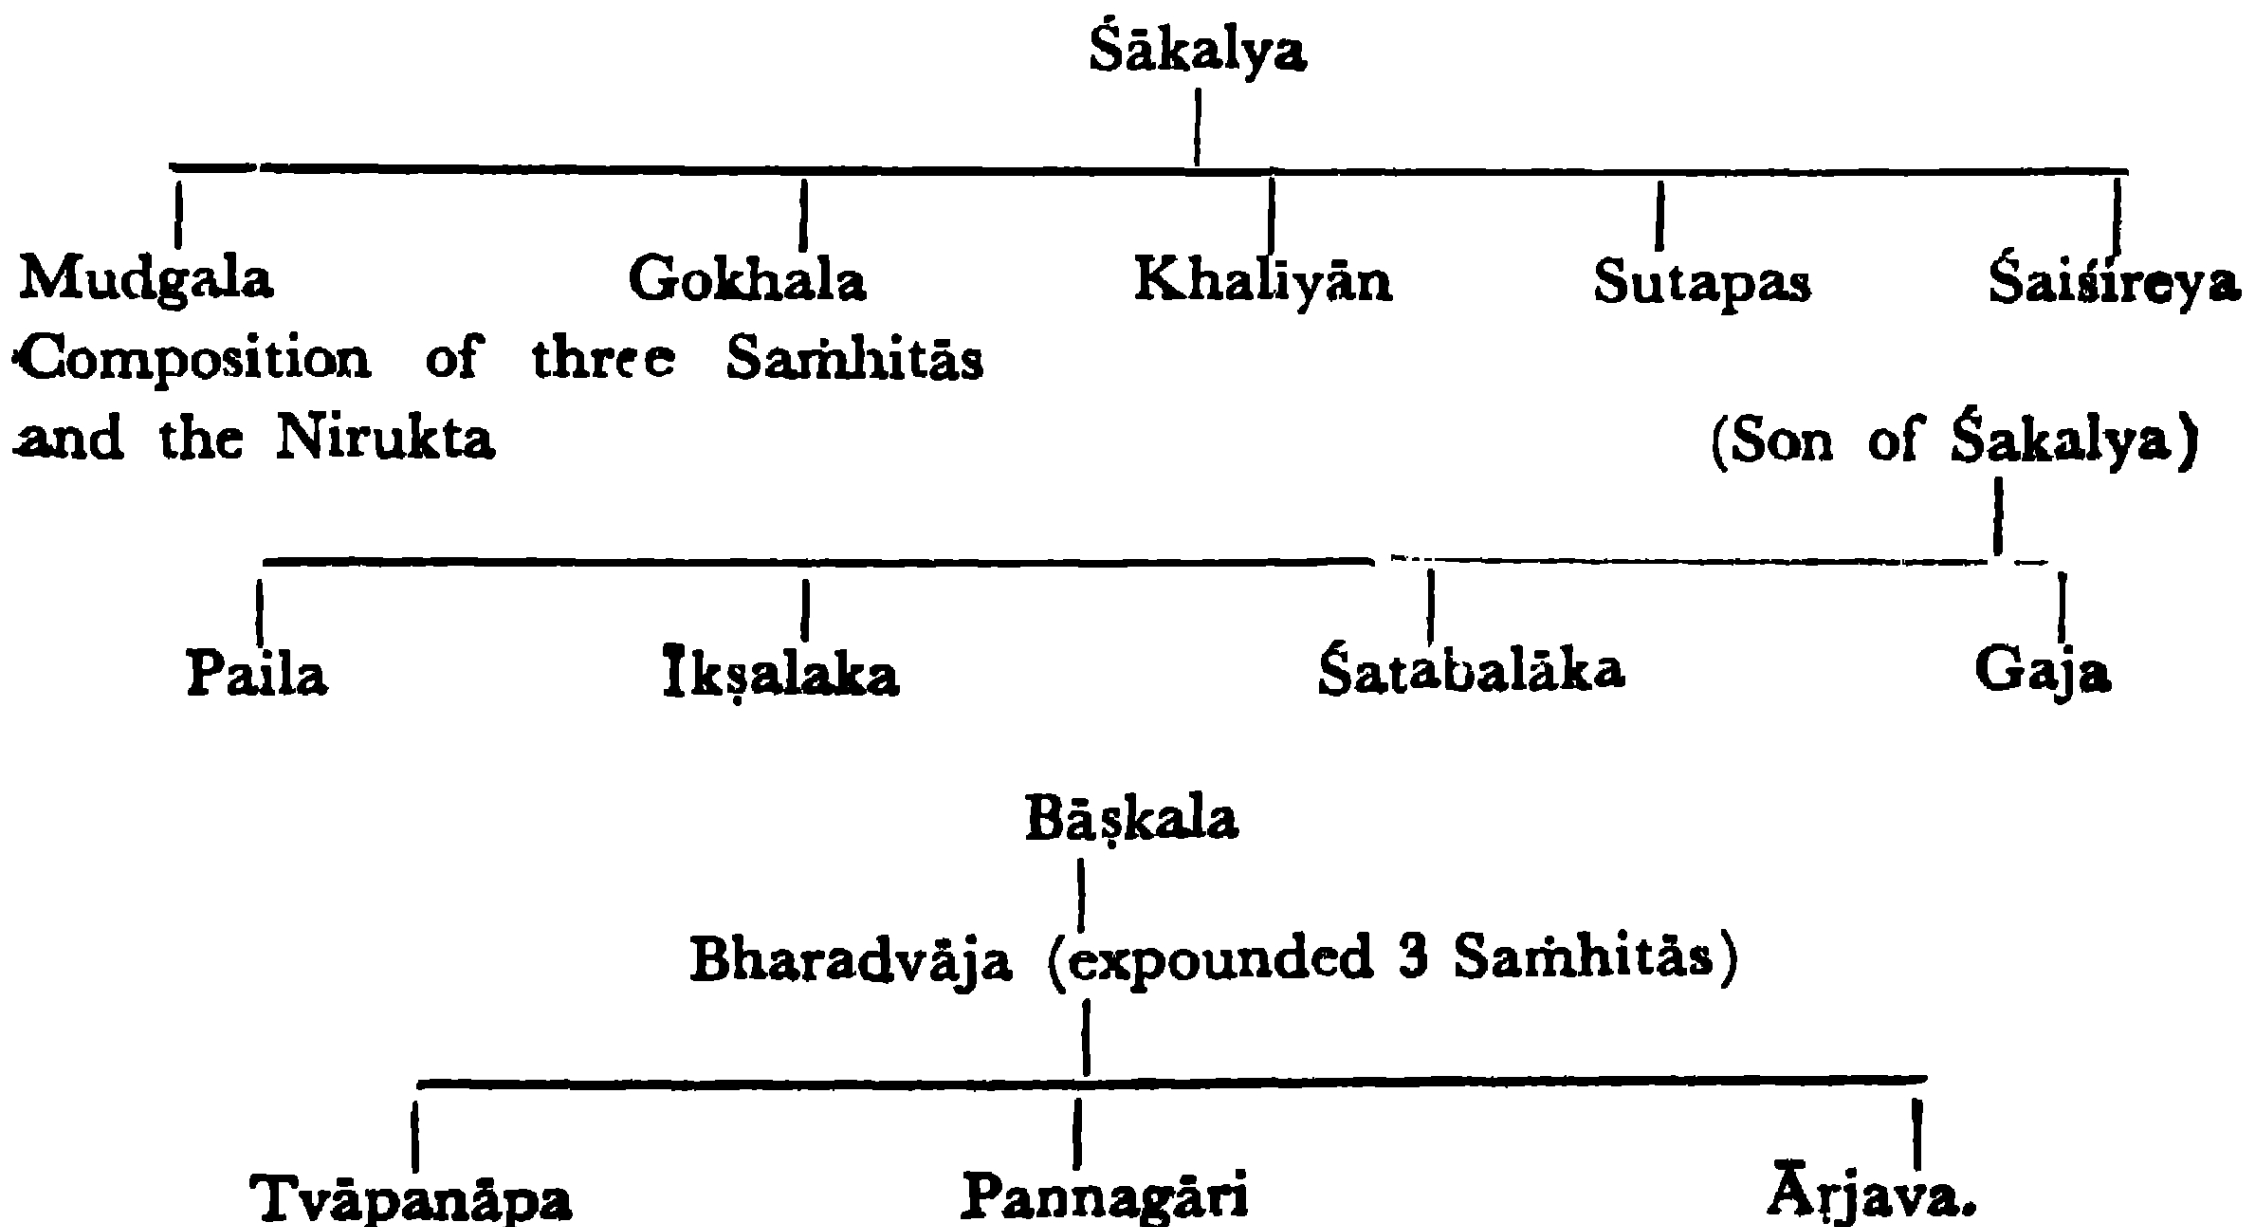 Śākalya
Mudgala Gokhala Khaliyān Sutapas Śaiśireya
Composition of three Saṁhitās
and the Nirukta
(Son of Śakalya)
Paila Īkṣalaka Śatabalāka Gaja
Bāṣkala
Bharadvāja (expounded 3 Saṁhitās)
Tvāpanāpa Pannagāri Āṛjava.